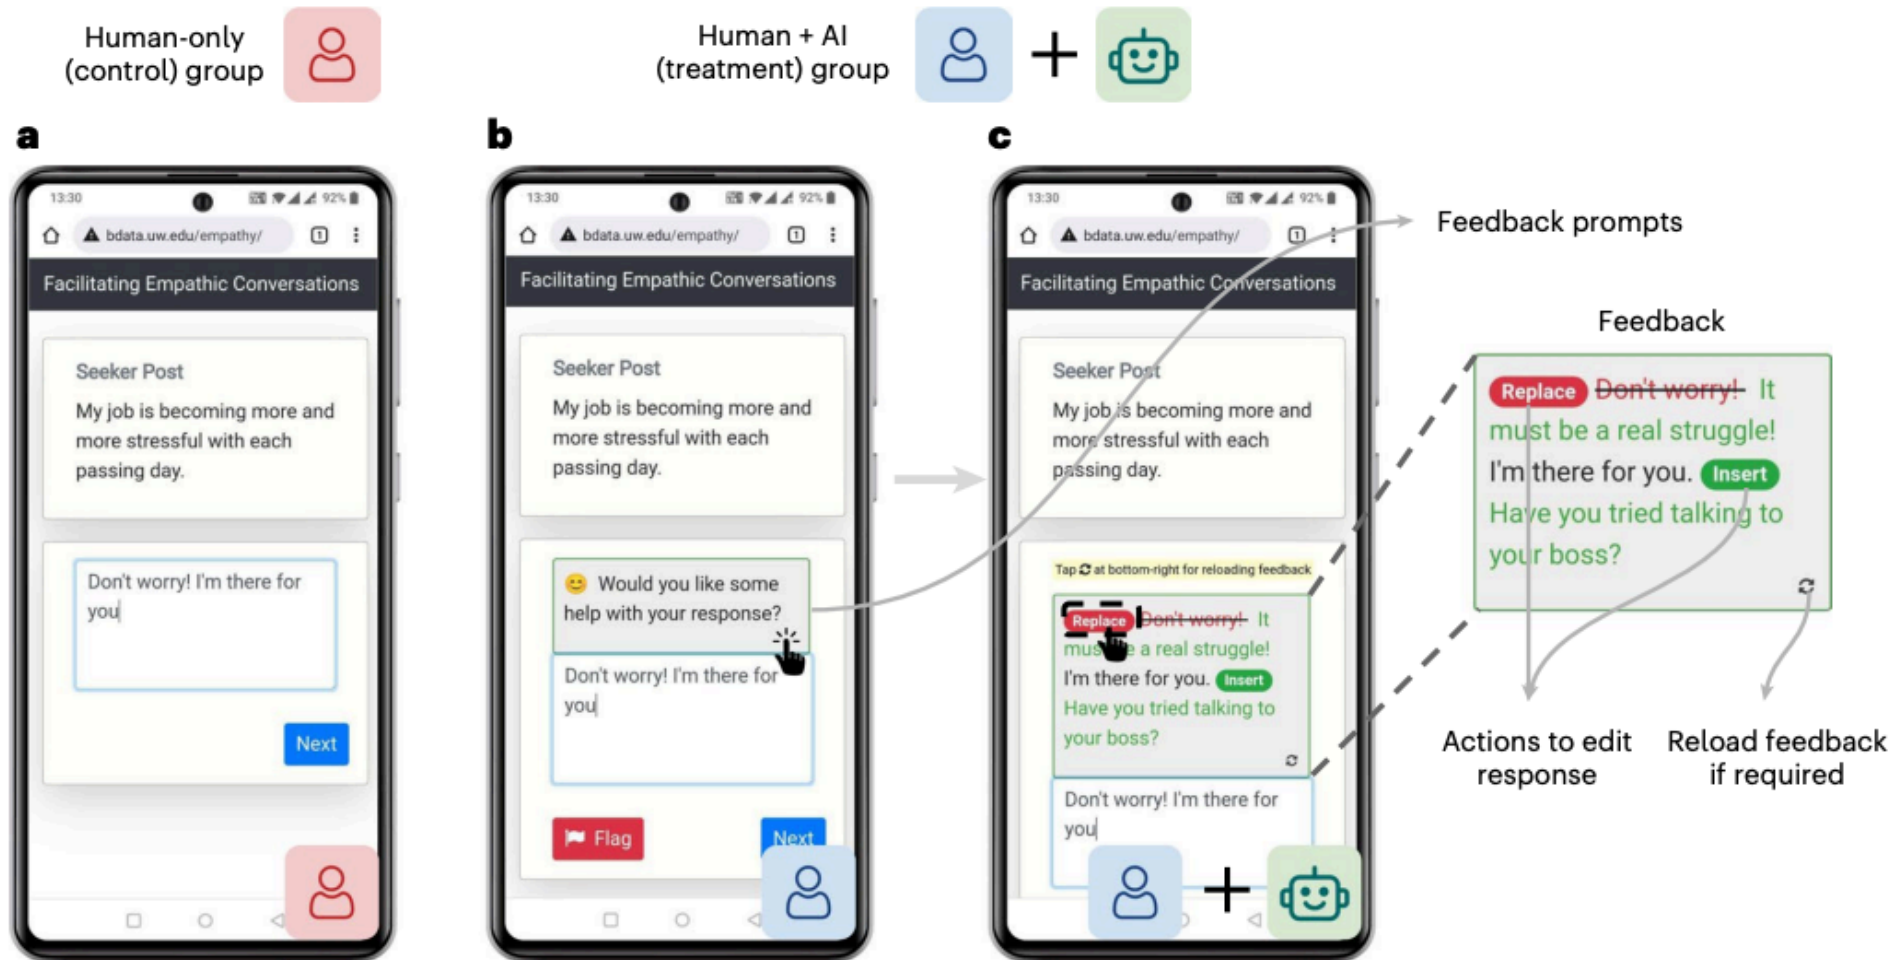 Human-only
(control) group
Human + AI
(treatment) group
a
13:30
92%
bdata.uw.edu/empathy/
1
Facilitating Empathic Conversations
Seeker Post
My job is becoming more and
more stressful with each
passing day.
Don't worry! I'm there for
you
Next
b
13:30
92%
bdata.uw.edu/empathy/
1
Facilitating Empathic Conversations
Seeker Post
My job is becoming more and
more stressful with each
passing day.
Would you like some
help with your response?
Don't worry! I'm there for
you
Flag
Next
c
13:30
92%
bdata.uw.edu/empathy/
1
Facilitating Empathic Conversations
Seeker Post
My job is becoming more and
more stressful with each
passing day.
Tap at bottom-right for reloading feedback
Replace Don't worry! It
must be a real struggle!
I'm there for you. Insert
Have you tried talking to
your boss?
Don't worry! I'm there for
you
Feedback prompts
Feedback
Replace Don't worry! It
must be a real struggle!
I'm there for you. Insert
Have you tried talking to
your boss?
Actions to edit
response
Reload feedback
if required